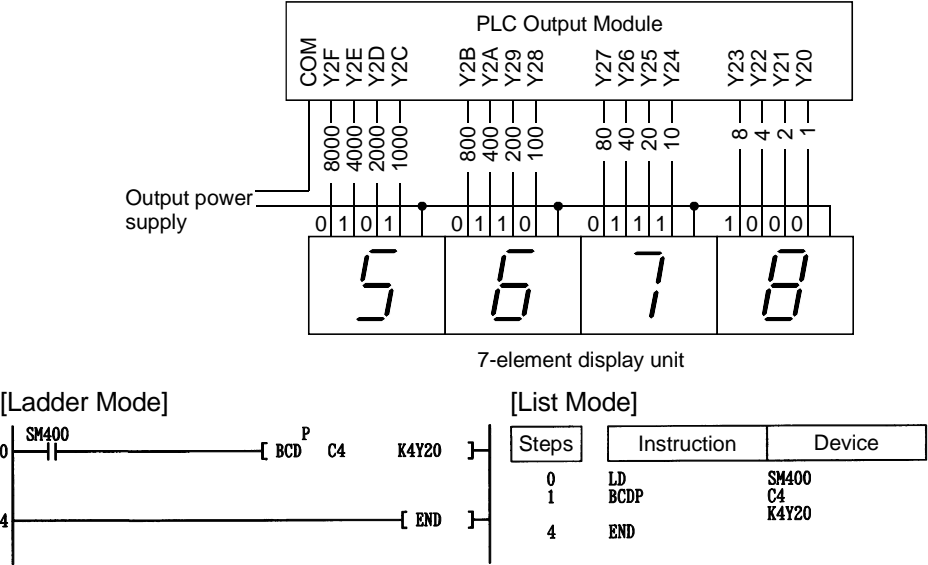 PLC Output Module
COM Y2F Y2E Y2D Y2C Y2B Y2A Y29 Y28 Y27 Y26 Y25 Y24 Y23 Y22 Y21 Y20
8000 4000 2000 1000 800 400 200 100 80 40 20 10 8 4 2 1
Output power
supply
0 1 0 1 0 1 1 0 0 1 1 1 1 0 0 0
5 6 7 8
7-element display unit
[Ladder Mode]
SM400
0 [ BCD P C4 K4Y20 ]
4 [ END ]
[List Mode]
Steps Instruction Device
0 LD SM400
1 BCDP C4
K4Y20
4 END